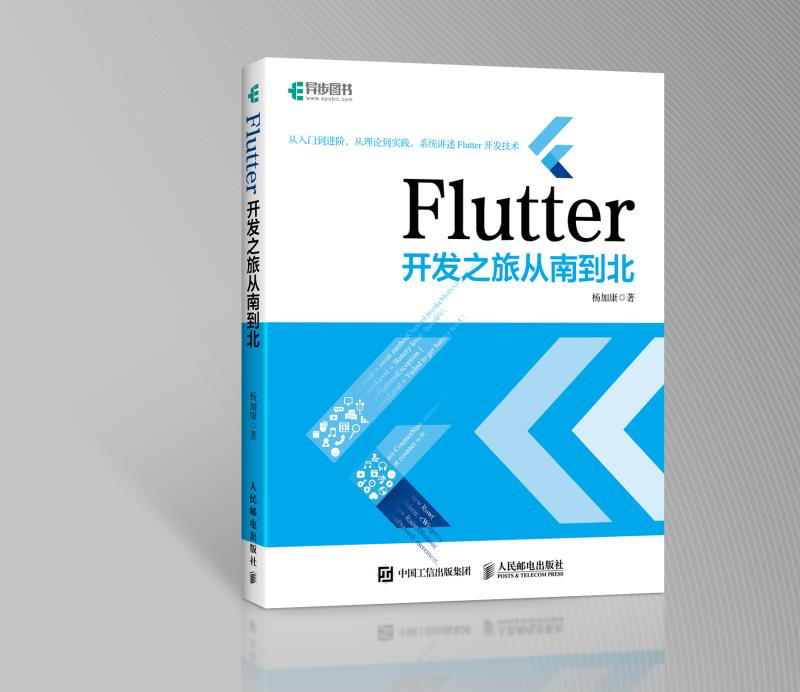 异步图书
www.epubit.com
从入门到进阶，从理论到实践，系统讲述 Flutter 开发技术
Flutter
开发之旅从南到北
杨加康 著
中国工信出版集团
人民邮电出版社
POSTS & TELECOM PRESS
Flutter 开发之旅从南到北
杨加康 著
人民邮电出版社